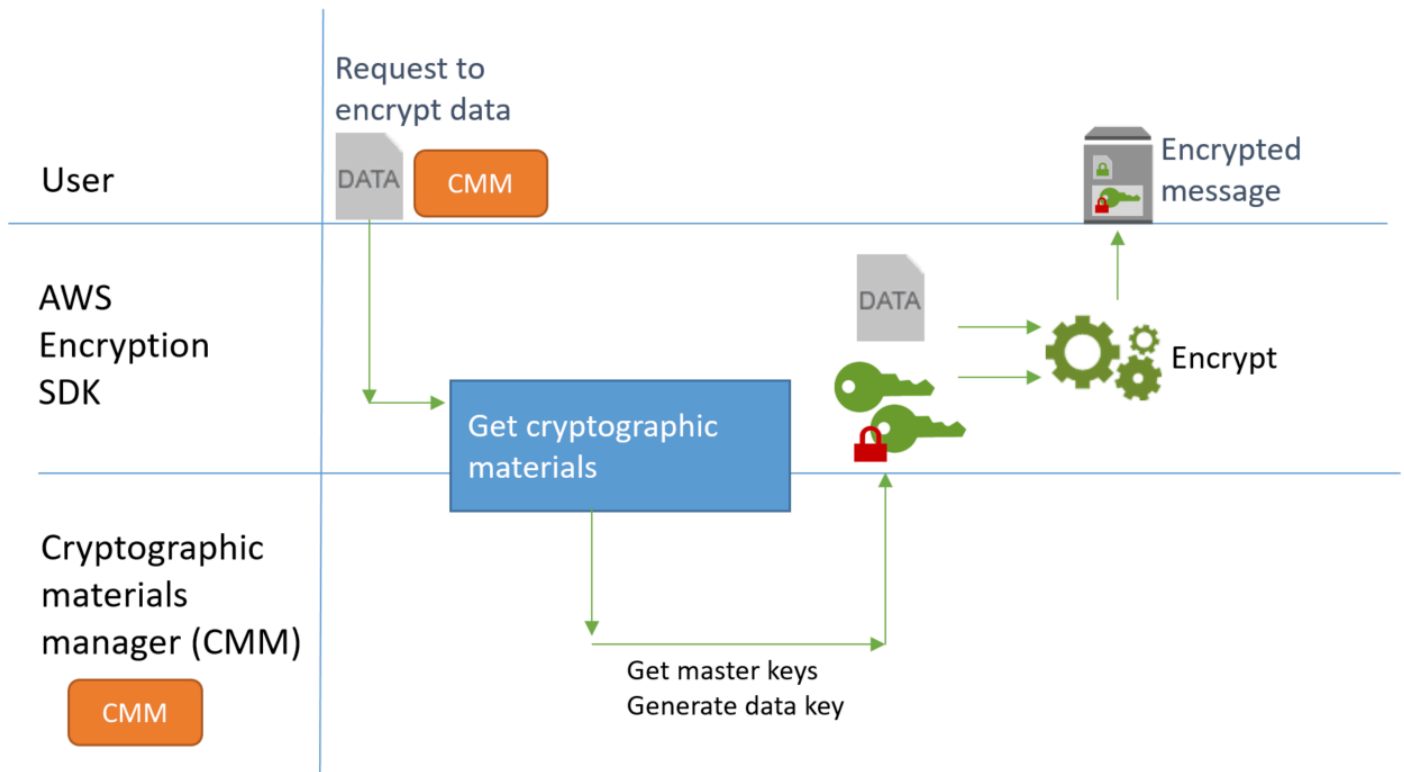 Request to
encrypt data
User
DATA
CMM
Encrypted
message
AWS
Encryption
SDK
DATA
Encrypt
Get cryptographic
materials
Cryptographic
materials
manager (CMM)
CMM
Get master keys
Generate data key